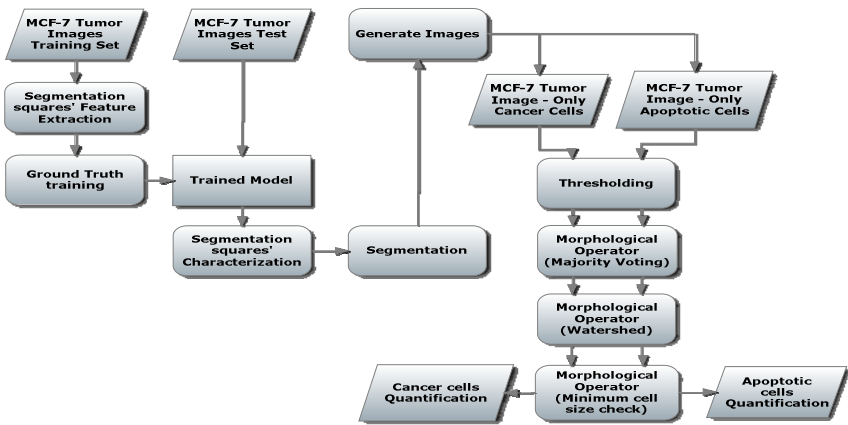 MCF-7 Tumor
Images
Training Set
Segmentation
squares' Feature
Extraction
Ground Truth
training
MCF-7 Tumor
Images Test
Set
Trained Model
Segmentation
squares'
Characterization
Segmentation
Generate Images
MCF-7 Tumor
Image - Only
Cancer Cells
MCF-7 Tumor
Image - Only
Apoptotic Cells
Thresholding
Morphological
Operator
(Majority Voting)
Morphological
Operator
(Watershed)
Morphological
Operator
(Minimum cell
size check)
Cancer cells
Quantification
Apoptotic
cells
Quantification